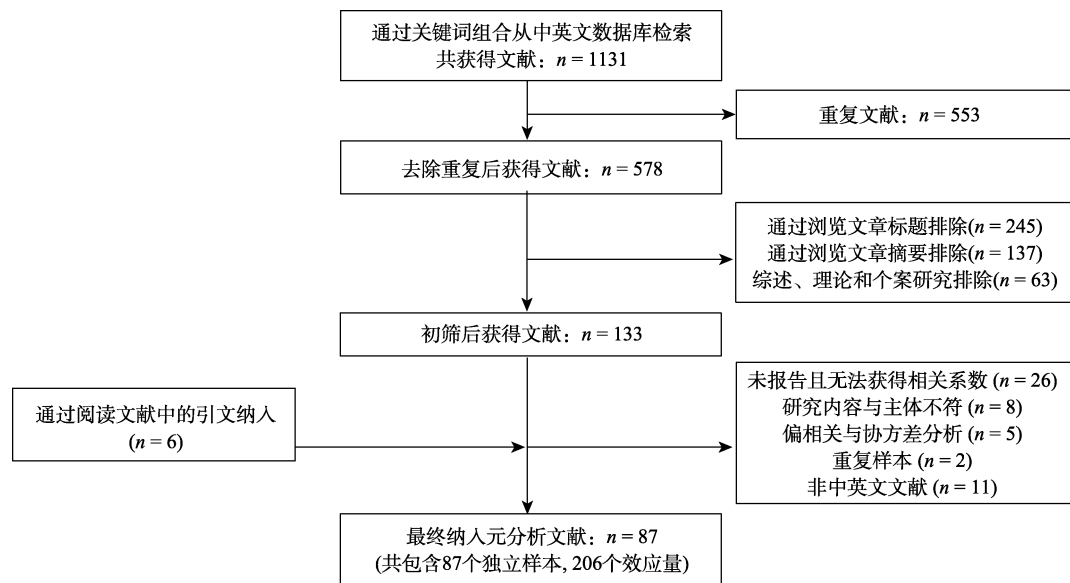 通过关键词组合从中英文数据库检索
共获得文献：n = 1131
重复文献：n = 553
去除重复后获得文献：n = 578
通过浏览文章标题排除(n = 245)
通过浏览文章摘要排除(n = 137)
综述、理论和个案研究排除(n = 63)
初筛后获得文献：n = 133
通过阅读文献中的引文纳入
(n = 6)
未报告且无法获得相关系数 (n = 26)
研究内容与主体不符 (n = 8)
偏相关与协方差分析 (n = 5)
重复样本 (n = 2)
非中英文文献 (n = 11)
最终纳入元分析文献：n = 87
(共包含87个独立样本, 206个效应量)